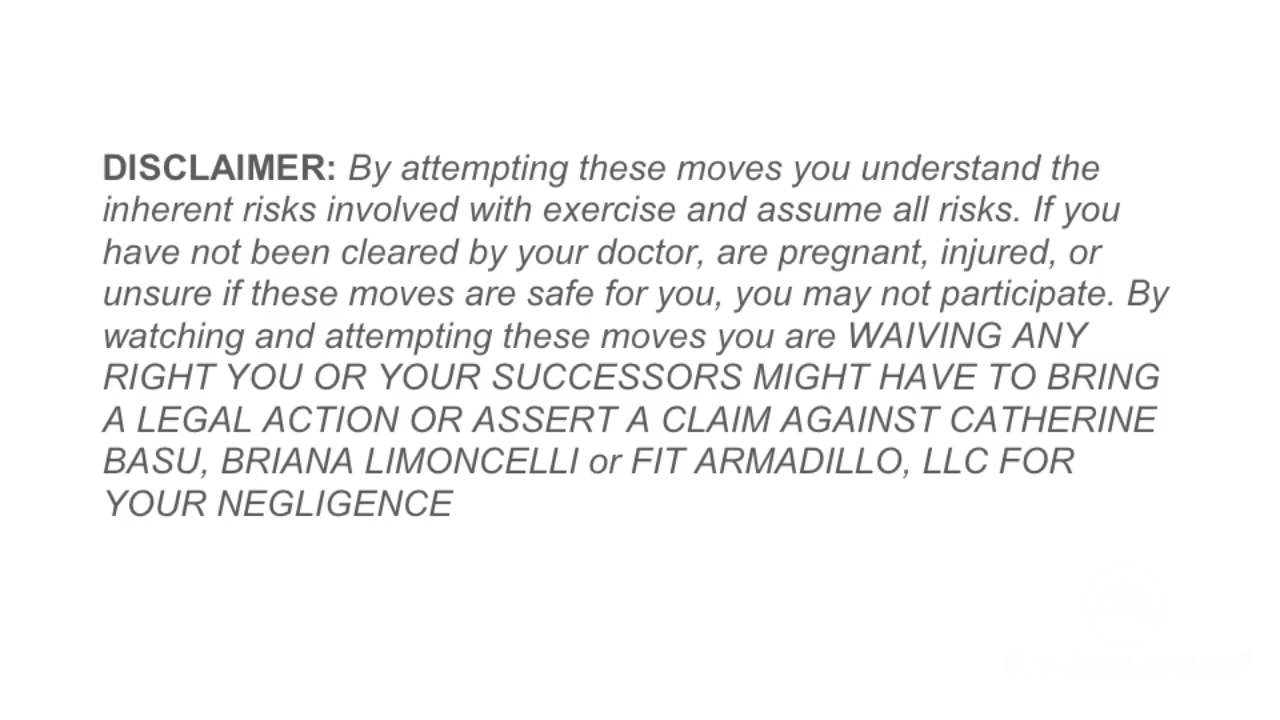 DISCLAIMER: By attempting these moves you understand the
inherent risks involved with exercise and assume all risks. If you
have not been cleared by your doctor, are pregnant, injured, or
unsure if these moves are safe for you, you may not participate. By
watching and attempting these moves you are WAIVING ANY
RIGHT YOU OR YOUR SUCCESSORS MIGHT HAVE TO BRING
A LEGAL ACTION OR ASSERT A CLAIM AGAINST CATHERINE
BASU, BRIANA LIMONCELLI or FIT ARMADILLO, LLC FOR
YOUR NEGLIGENCE